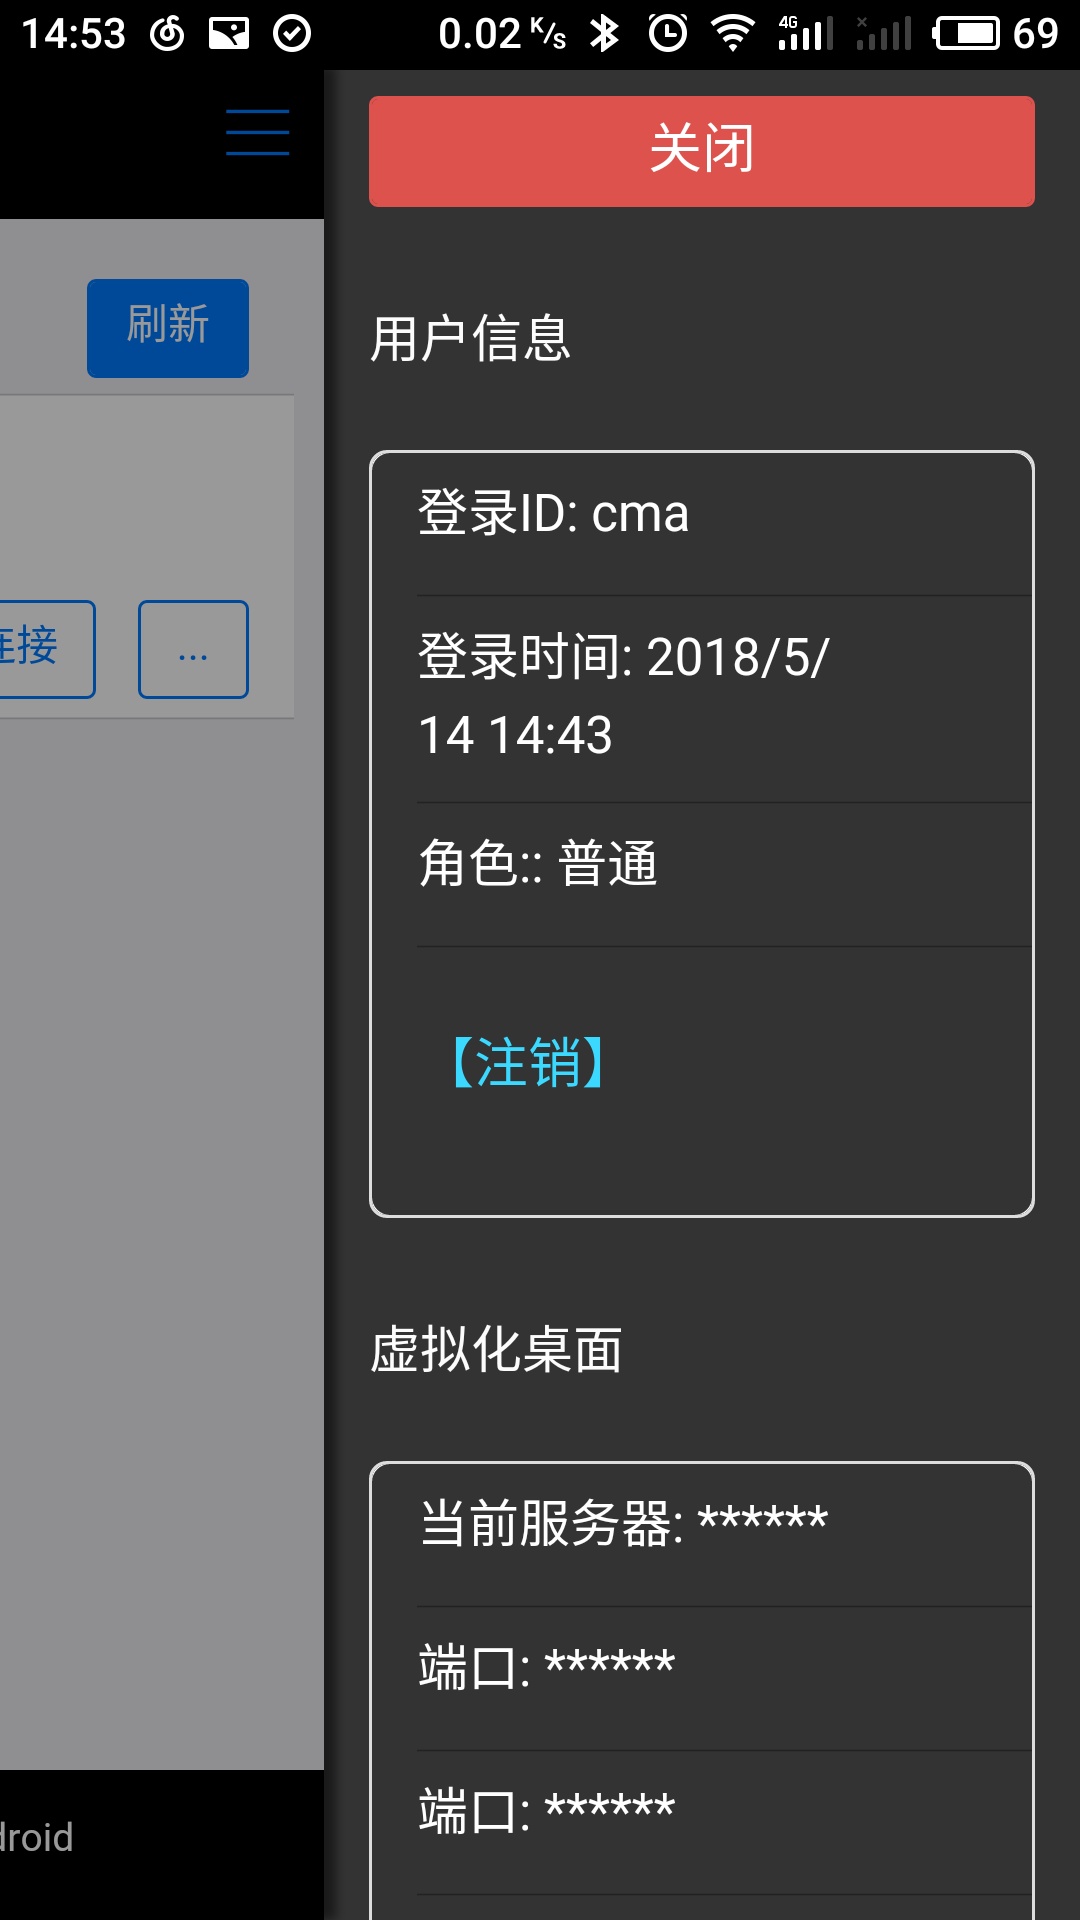 14:53 0.02 K/s 4G 69
关闭
刷新
用户信息
登录ID: cma
登录时间: 2018/5/
14 14:43
连接 ...
角色:: 普通
【注销】
虚拟化桌面
当前服务器: ******
端口: ******
端口: ******
droid